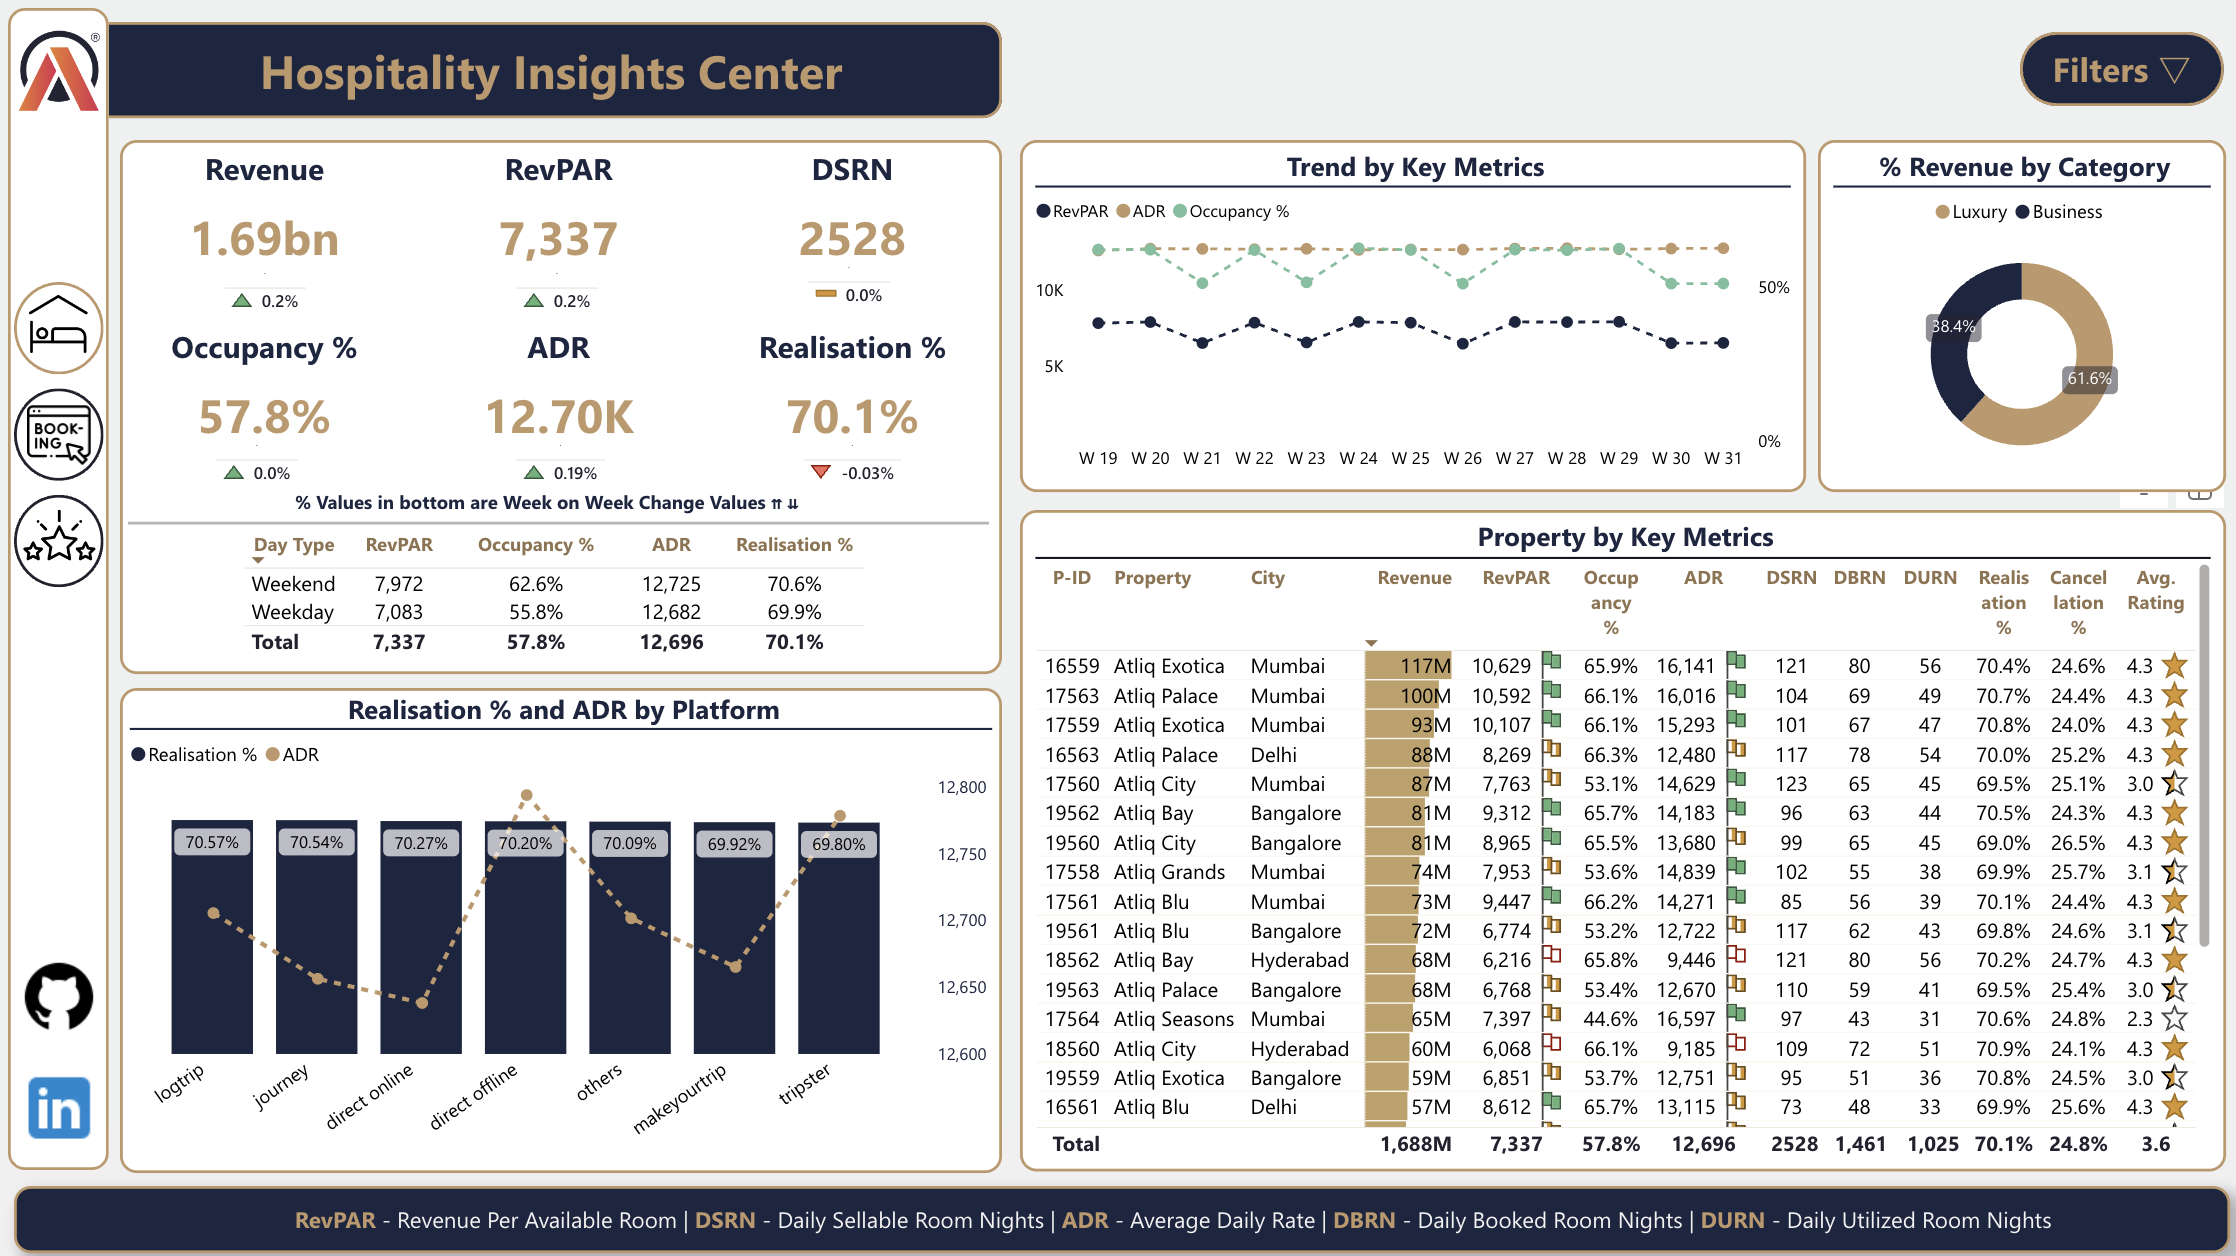 ®
Hospitality Insights Center
Filters ▽
Revenue RevPAR DSRN
1.69bn 7,337 2528
0.2% 0.2% 0.0%
Occupancy % ADR Realisation %
57.8% 12.70K 70.1%
0.0% 0.19% -0.03%
% Values in bottom are Week on Week Change Values ⇈ ⇊
Day Type RevPAR Occupancy % ADR Realisation %
Weekend 7,972 62.6% 12,725 70.6%
Weekday 7,083 55.8% 12,682 69.9%
Total 7,337 57.8% 12,696 70.1%
BOOK-
ING
Realisation % and ADR by Platform
Realisation % ADR
12,800
12,750
12,700
12,650
12,600
70.57% 70.54% 70.27% 70.20% 70.09% 69.92% 69.80%
logtrip journey direct online direct offline others makeyourtrip tripster
in
Trend by Key Metrics
RevPAR ADR Occupancy %
10K 50%
5K
0%
W 19 W 20 W 21 W 22 W 23 W 24 W 25 W 26 W 27 W 28 W 29 W 30 W 31
% Revenue by Category
Luxury Business
38.4%
61.6%
Property by Key Metrics
P-ID Property City Revenue RevPAR Occup ADR DSRN DBRN DURN Realis Cancel Avg.
ancy ation lation Rating
% % %
16559 Atliq Exotica Mumbai 117M 10,629 65.9% 16,141 121 80 56 70.4% 24.6% 4.3
17563 Atliq Palace Mumbai 100M 10,592 66.1% 16,016 104 69 49 70.7% 24.4% 4.3
17559 Atliq Exotica Mumbai 93M 10,107 66.1% 15,293 101 67 47 70.8% 24.0% 4.3
16563 Atliq Palace Delhi 88M 8,269 66.3% 12,480 117 78 54 70.0% 25.2% 4.3
17560 Atliq City Mumbai 87M 7,763 53.1% 14,629 123 65 45 69.5% 25.1% 3.0
19562 Atliq Bay Bangalore 81M 9,312 65.7% 14,183 96 63 44 70.5% 24.3% 4.3
19560 Atliq City Bangalore 81M 8,965 65.5% 13,680 99 65 45 69.0% 26.5% 4.3
17558 Atliq Grands Mumbai 74M 7,953 53.6% 14,839 102 55 38 69.9% 25.7% 3.1
17561 Atliq Blu Mumbai 73M 9,447 66.2% 14,271 85 56 39 70.1% 24.4% 4.3
19561 Atliq Blu Bangalore 72M 6,774 53.2% 12,722 117 62 43 69.8% 24.6% 3.1
18562 Atliq Bay Hyderabad 68M 6,216 65.8% 9,446 121 80 56 70.2% 24.7% 4.3
19563 Atliq Palace Bangalore 68M 6,768 53.4% 12,670 110 59 41 69.5% 25.4% 3.0
17564 Atliq Seasons Mumbai 65M 7,397 44.6% 16,597 97 43 31 70.6% 24.8% 2.3
18560 Atliq City Hyderabad 60M 6,068 66.1% 9,185 109 72 51 70.9% 24.1% 4.3
19559 Atliq Exotica Bangalore 59M 6,851 53.7% 12,751 95 51 36 70.8% 24.5% 3.0
16561 Atliq Blu Delhi 57M 8,612 65.7% 13,115 73 48 33 69.9% 25.6% 4.3
Total 1,688M 7,337 57.8% 12,696 2528 1,461 1,025 70.1% 24.8% 3.6
RevPAR - Revenue Per Available Room | DSRN - Daily Sellable Room Nights | ADR - Average Daily Rate | DBRN - Daily Booked Room Nights | DURN - Daily Utilized Room Nights